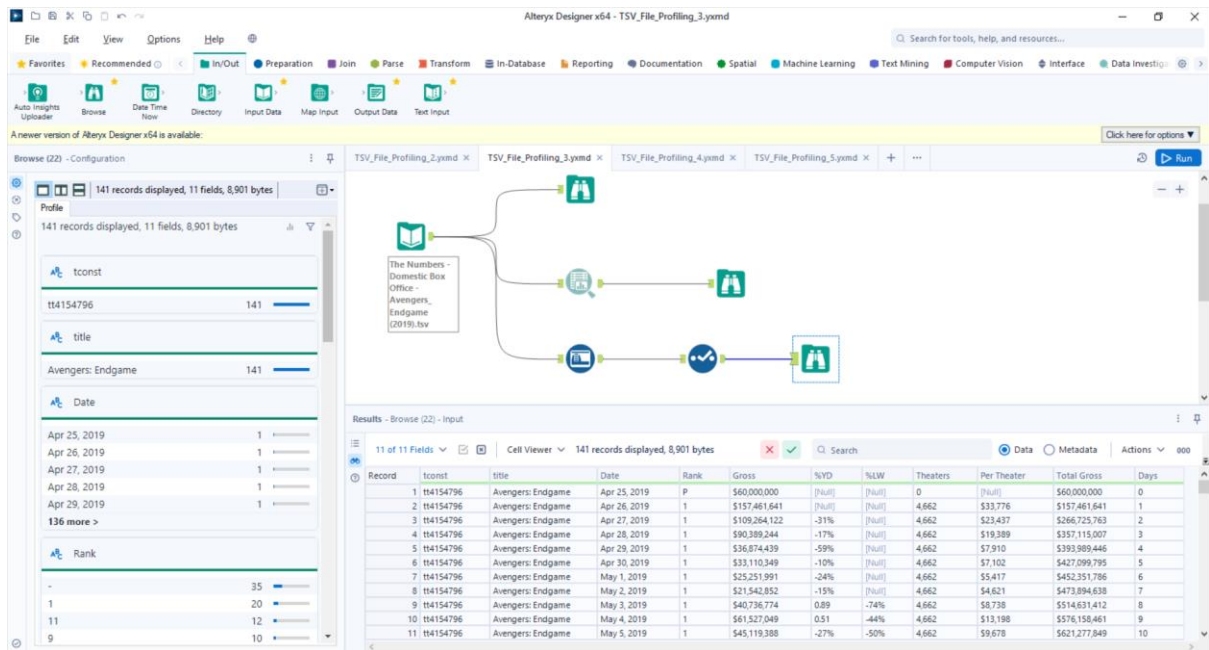 Alteryx Designer x64 - TSV_File_Profiling_3.yxmd
File Edit View Options Help
Search for tools, help, and resources...
Favorites Recommended In/Out Preparation Join Parse Transform In-Database Reporting Documentation Spatial Machine Learning Text Mining Computer Vision Interface Data Investig
Auto Insights Uploader Browse Date Time Now Directory Input Data Map Input Output Data Text Input
A newer version of Alteryx Designer x64 is available:
Click here for options ▼
Browse (22) - Configuration
TSV_File_Profiling_2.yxmd × TSV_File_Profiling_3.yxmd × TSV_File_Profiling_4.yxmd × TSV_File_Profiling_5.yxmd × + ...
Run
141 records displayed, 11 fields, 8,901 bytes
Profile
141 records displayed, 11 fields, 8,901 bytes
ABC tconst
tt4154796 141
ABC title
Avengers: Endgame 141
ABC Date
Apr 25, 2019 1
Apr 26, 2019 1
Apr 27, 2019 1
Apr 28, 2019 1
Apr 29, 2019 1
136 more >
ABC Rank
- 35
1 20
11 12
9 10
The Numbers -
Domestic Box
Office -
Avengers_
Endgame
(2019).tsv
Results - Browse (22) - Input
11 of 11 Fields Cell Viewer 141 records displayed, 8,901 bytes Search Data Metadata Actions 000
Record tconst title Date Rank Gross %YD %LW Theaters Per Theater Total Gross Days
1 tt4154796 Avengers: Endgame Apr 25, 2019 P $60,000,000 [Null] [Null] 0 [Null] $60,000,000 0
2 tt4154796 Avengers: Endgame Apr 26, 2019 1 $157,461,641 [Null] [Null] 4,662 $33,776 $157,461,641 1
3 tt4154796 Avengers: Endgame Apr 27, 2019 1 $109,264,122 -31% [Null] 4,662 $23,437 $266,725,763 2
4 tt4154796 Avengers: Endgame Apr 28, 2019 1 $90,389,244 -17% [Null] 4,662 $19,389 $357,115,007 3
5 tt4154796 Avengers: Endgame Apr 29, 2019 1 $36,874,439 -59% [Null] 4,662 $7,910 $393,989,446 4
6 tt4154796 Avengers: Endgame Apr 30, 2019 1 $33,110,349 -10% [Null] 4,662 $7,102 $427,099,795 5
7 tt4154796 Avengers: Endgame May 1, 2019 1 $25,251,991 -24% [Null] 4,662 $5,417 $452,351,786 6
8 tt4154796 Avengers: Endgame May 2, 2019 1 $21,542,852 -15% [Null] 4,662 $4,621 $473,894,638 7
9 tt4154796 Avengers: Endgame May 3, 2019 1 $40,736,774 0.89 -74% 4,662 $8,738 $514,631,412 8
10 tt4154796 Avengers: Endgame May 4, 2019 1 $61,527,049 0.51 -44% 4,662 $13,198 $576,158,461 9
11 tt4154796 Avengers: Endgame May 5, 2019 1 $45,119,388 -27% -50% 4,662 $9,678 $621,277,849 10